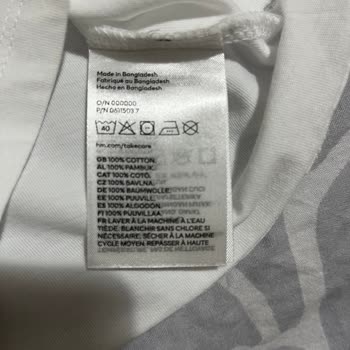 Made in Bangladesh
Fabriqué au Bangladesh
Hecho en Bangladesh
O/N 000000
40
hm.com/takecare
GB 100% COTTON.
AL 100% PAMBUK.
CAT 100% COTÓ.
CZ 100% BAVLNA.
DE 100% BAUMWOLLE.
EE 100% PUUVILL.
ES 100% ALGODÓN.
FI 100% PUUVILLAA.
FR LAVER À LA MACHINE À L'EAU
TIÈDE, BLANCHIR SANS CHLORE SI
NÉCESSAIRE, SÉCHER À LA MACHINE
CYCLE MOYEN, REPASSER À HAUTE